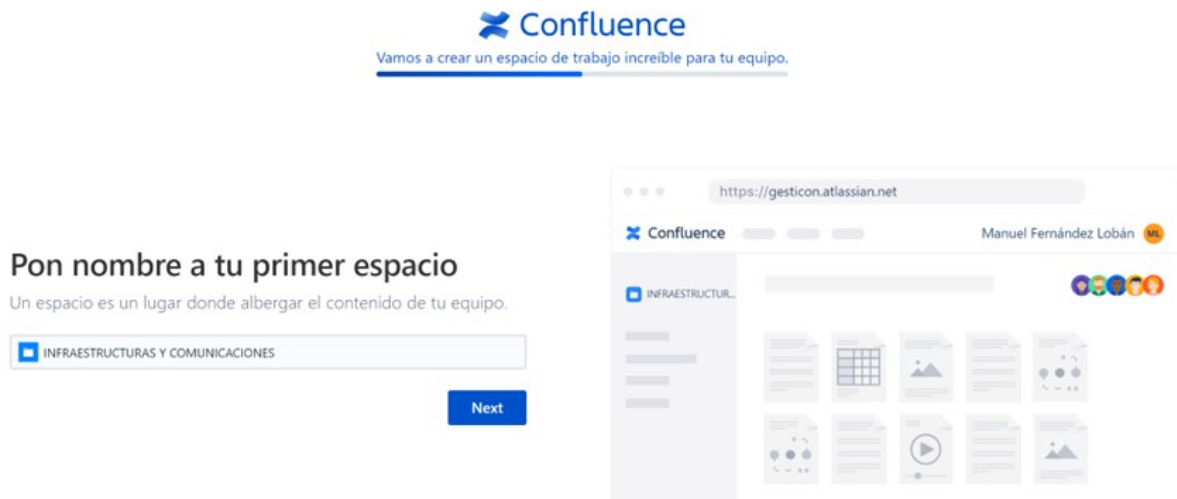 Confluence
Vamos a crear un espacio de trabajo increíble para tu equipo.
Pon nombre a tu primer espacio
Un espacio es un lugar donde albergar el contenido de tu equipo.
INFRAESTRUCTURAS Y COMUNICACIONES
Next
https://gesticon.atlassian.net
Confluence
Manuel Fernández Lobán ML
INFRAESTRUCTUR...